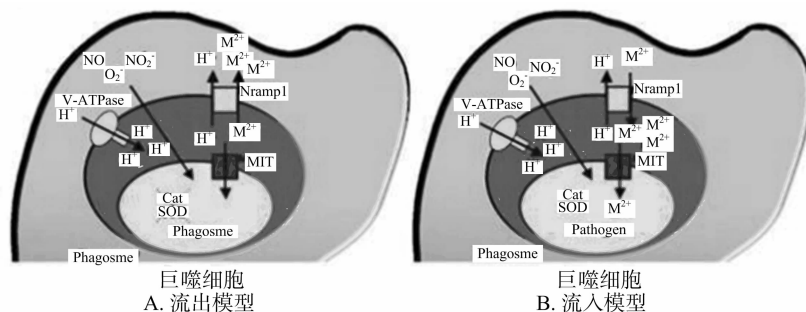 NO NO₂⁻
O₂⁻
V-ATPase
H⁺
H⁺
H⁺
H⁺
H⁺
M²⁺
M²⁺
M²⁺
Nramp1
H⁺
M²⁺
MIT
Cat
SOD
Phagosme
Phagosme
巨噬细胞
A. 流出模型
NO NO₂⁻
O₂⁻
V-ATPase
H⁺
H⁺
H⁺
H⁺
H⁺
M²⁺
Nramp1
H⁺
M²⁺
M²⁺
M²⁺
MIT
Cat
SOD
M²⁺
Pathogen
Phagosme
巨噬细胞
B. 流入模型